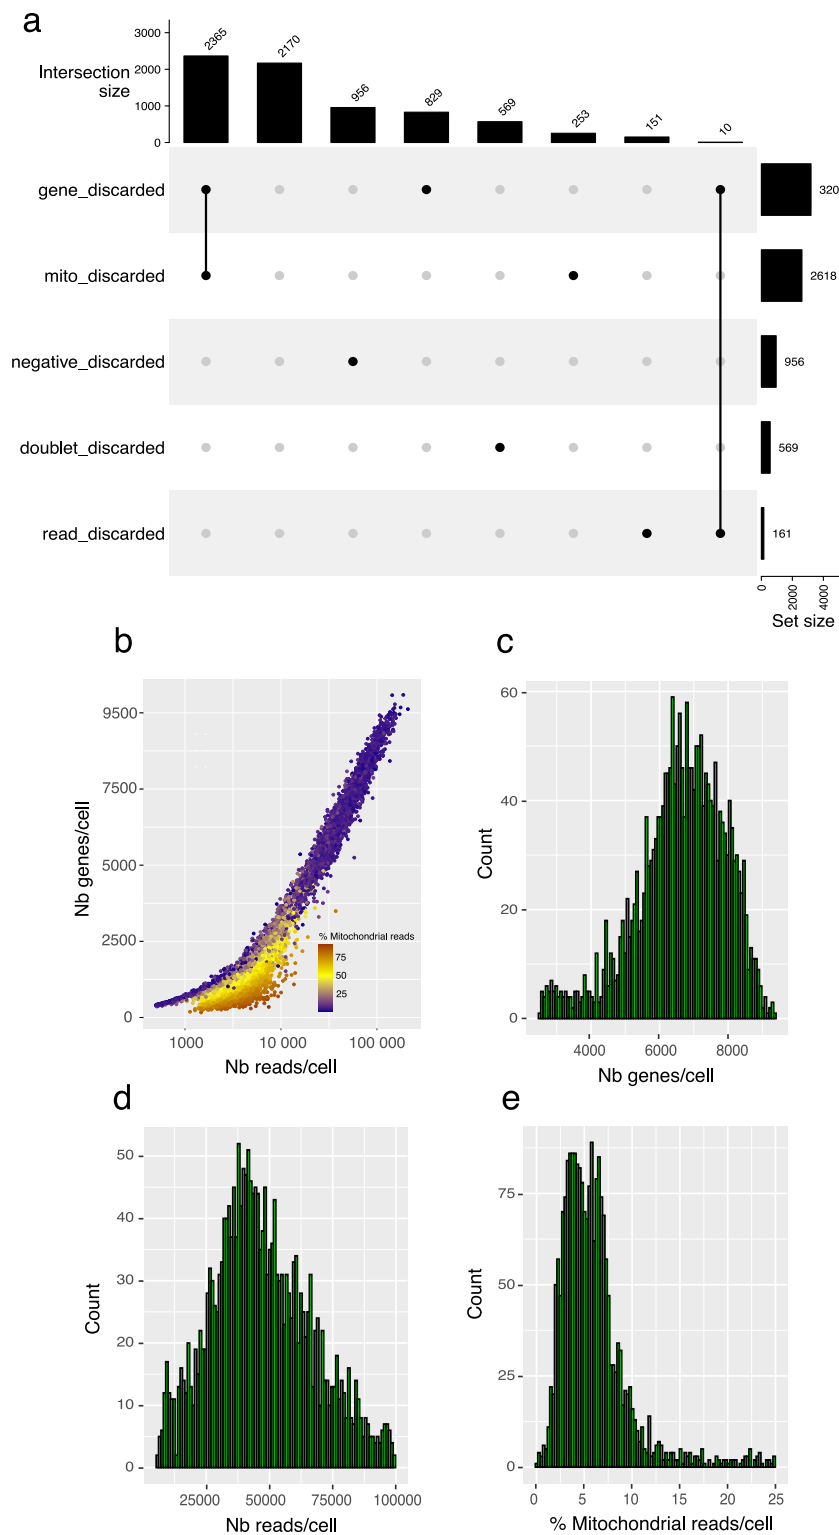 a
3000
2000
1000
0
Intersection
size
2365
2170
956
829
569
253
151
10
gene_discarded
320
mito_discarded
2618
negative_discarded
956
doublet_discarded
569
read_discarded
161
0
2000
4000
Set size
b
9500
7500
5000
2500
0
Nb genes/cell
% Mitochondrial reads
75
50
25
1000
10 000
100 000
Nb reads/cell
c
60
40
20
0
Count
4000
6000
8000
Nb genes/cell
d
50
40
30
20
10
0
Count
25000
50000
75000
100000
Nb reads/cell
e
75
50
25
0
Count
0
5
10
15
20
25
% Mitochondrial reads/cell